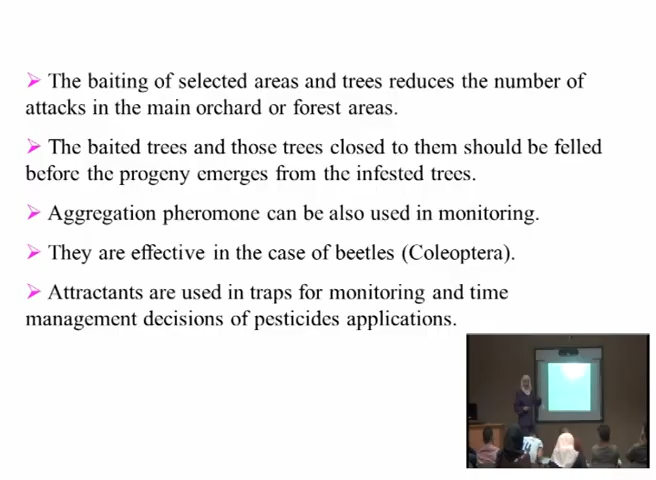 ➢ The baiting of selected areas and trees reduces the number of
attacks in the main orchard or forest areas.
➢ The baited trees and those trees closed to them should be felled
before the progeny emerges from the infested trees.
➢ Aggregation pheromone can be also used in monitoring.
➢ They are effective in the case of beetles (Coleoptera).
➢ Attractants are used in traps for monitoring and time
management decisions of pesticides applications.